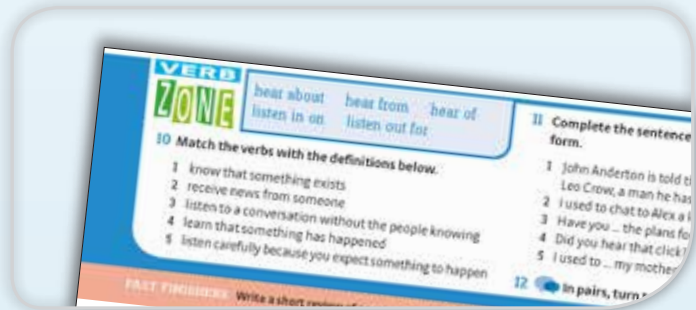 VERB
ZONE
hear about hear from hear of
listen in on listen out for
10 Match the verbs with the definitions below.
1 know that something exists
2 receive news from someone
3 listen to a conversation without the people knowing
4 learn that something has happened
5 listen carefully because you expect something to happen
FAST FINISHERS Write a short review of
11 Complete the sentence
form.
1 John Anderton is told
Leo Crow, a man he has
2 I used to chat to Alex a
3 Have you ... the plans fo
4 Did you hear that click?
5 I used to ... my mother
12 In pairs, turn